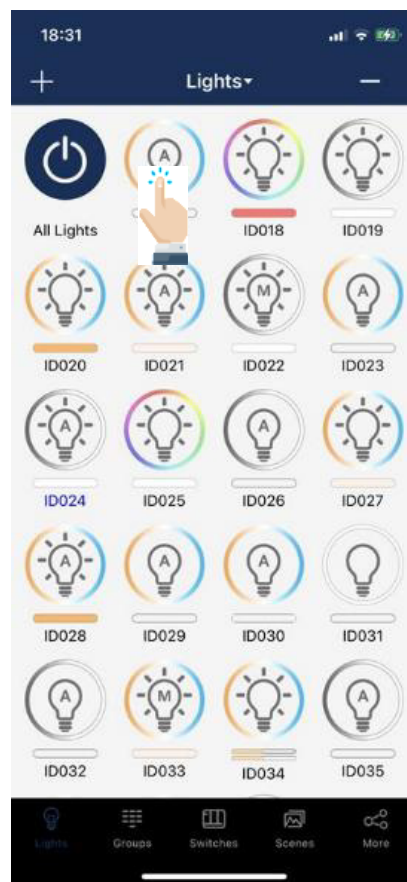 18:31
Lights
A
All Lights
ID018
ID019
A
M
A
ID020
ID021
ID022
ID023
A
A
ID024
ID025
ID026
ID027
A
A
A
ID028
ID029
ID030
ID031
A
M
A
ID032
ID033
ID034
ID035
Lights
Groups
Switches
Scenes
More